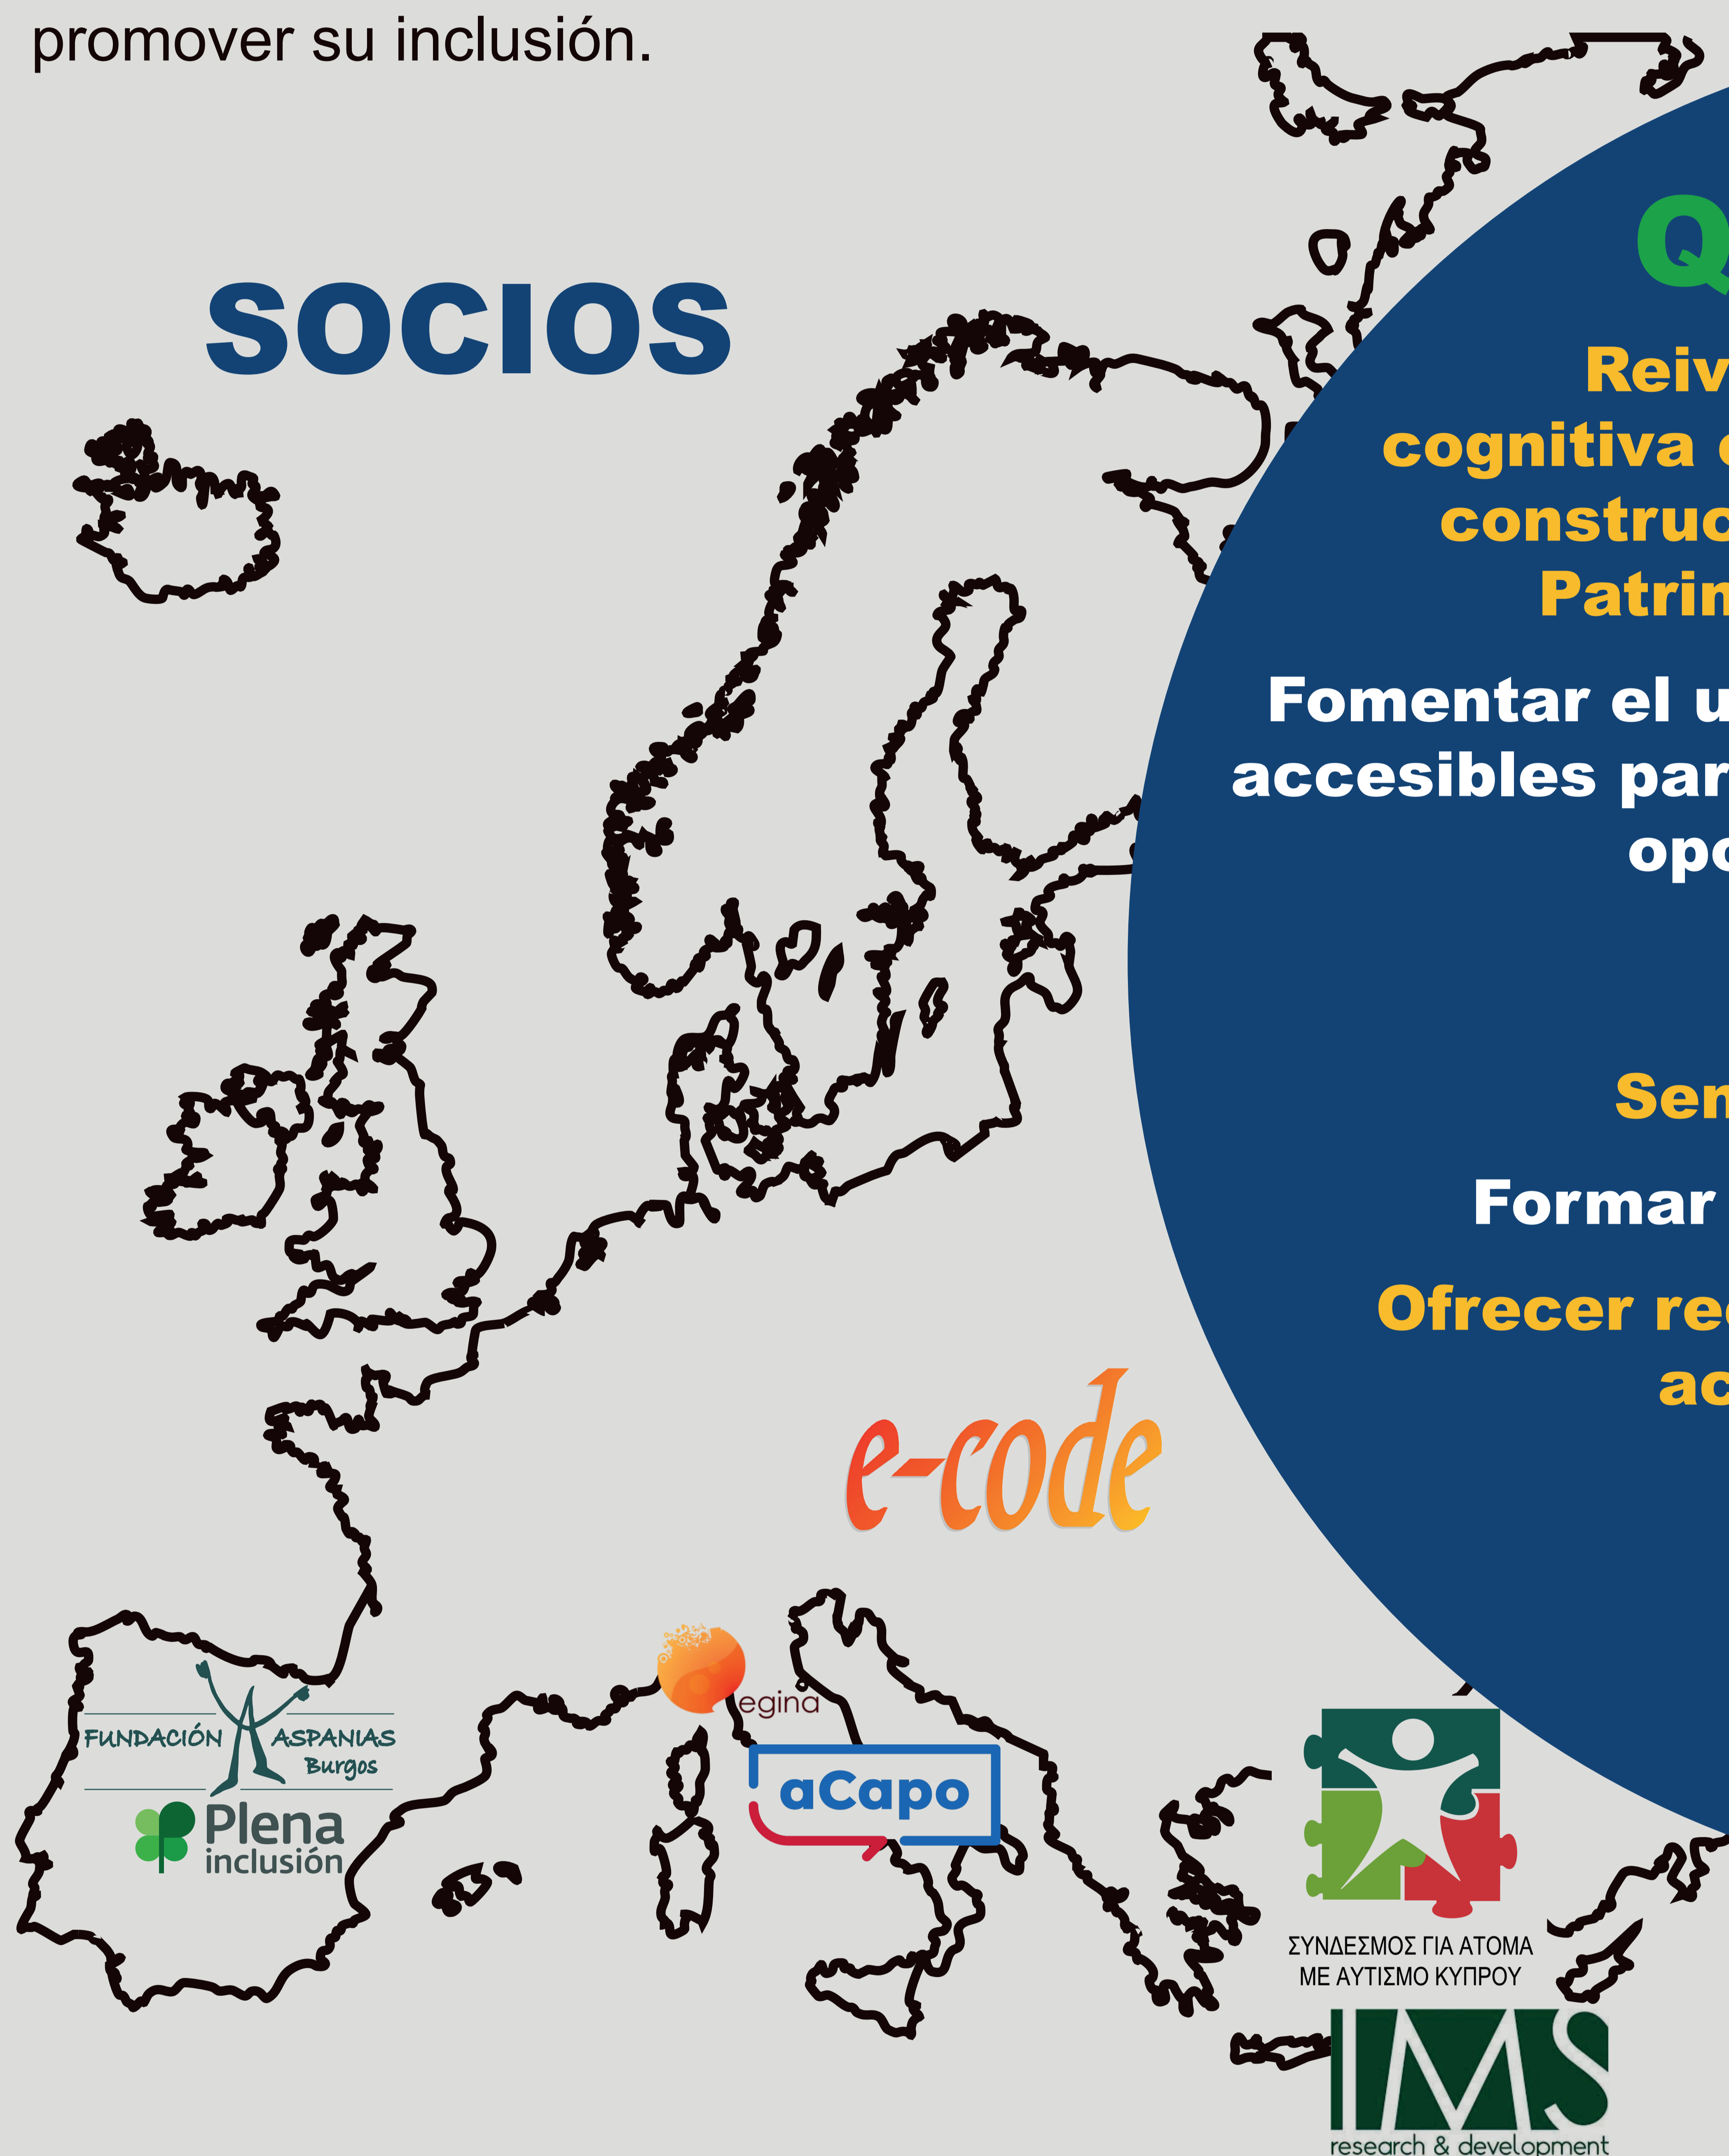 promover su inclusión.
SOCIOS
Q
Reiv
cognitiva
construc
Patrim
Fomentar el u
accesibles par
opo
Sen
Formar
Ofrecer rec
ac
e-code
egina
aCapo
FUNDACIÓN ASPANIAS
Burgos
Plena
inclusión
ΣΥΝΔΕΣΜΟΣ ΓΙΑ ΑΤΟΜΑ
ΜΕ ΑΥΤΙΣΜΟ ΚΥΠΡΟΥ
IMS
research & development